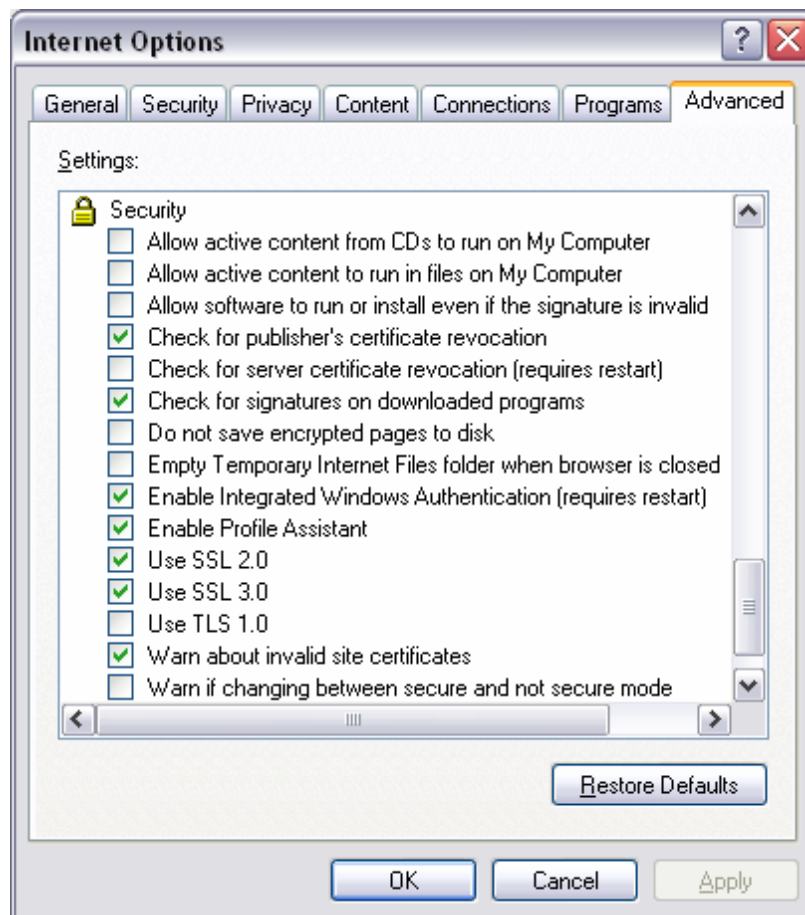 Internet Options
General Security Privacy Content Connections Programs Advanced
Settings:
Security
Allow active content from CDs to run on My Computer
Allow active content to run in files on My Computer
Allow software to run or install even if the signature is invalid
Check for publisher's certificate revocation
Check for server certificate revocation (requires restart)
Check for signatures on downloaded programs
Do not save encrypted pages to disk
Empty Temporary Internet Files folder when browser is closed
Enable Integrated Windows Authentication (requires restart)
Enable Profile Assistant
Use SSL 2.0
Use SSL 3.0
Use TLS 1.0
Warn about invalid site certificates
Warn if changing between secure and not secure mode
Restore Defaults
OK Cancel Apply